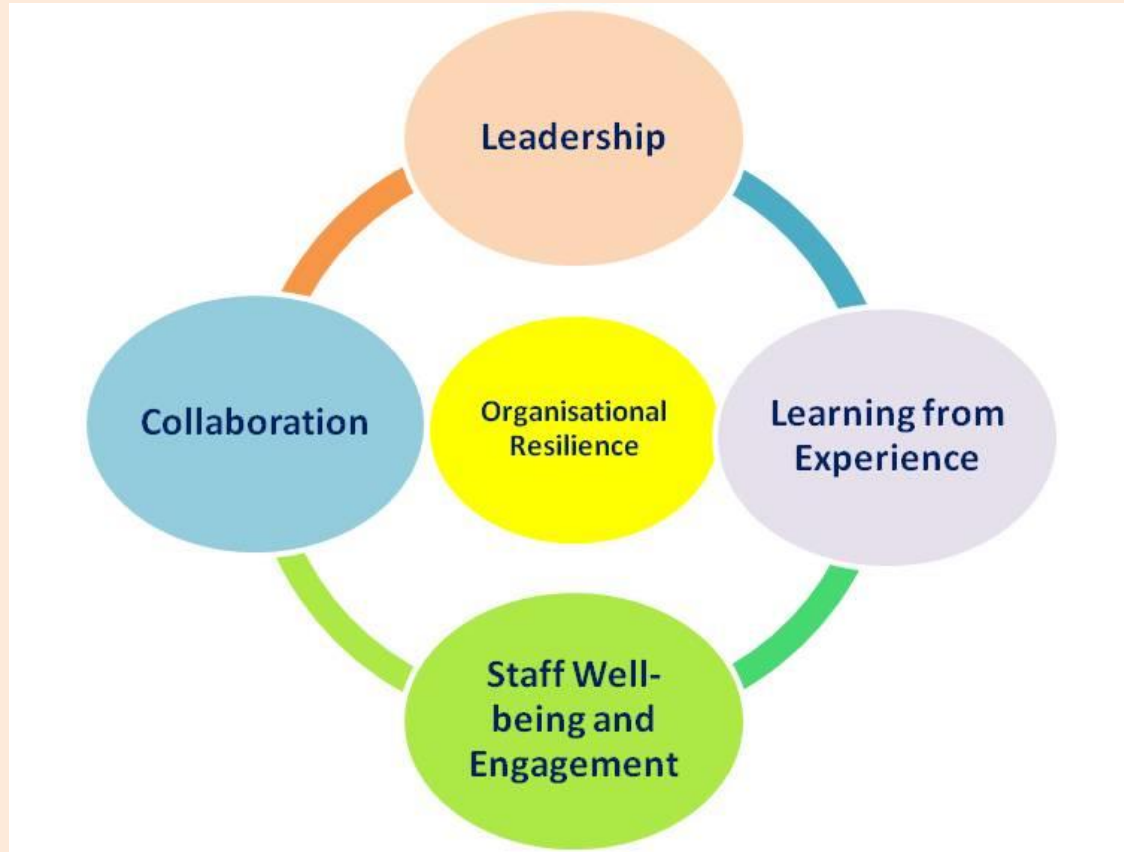 Leadership
Collaboration
Organisational
Resilience
Learning from
Experience
Staff Well-
being and
Engagement